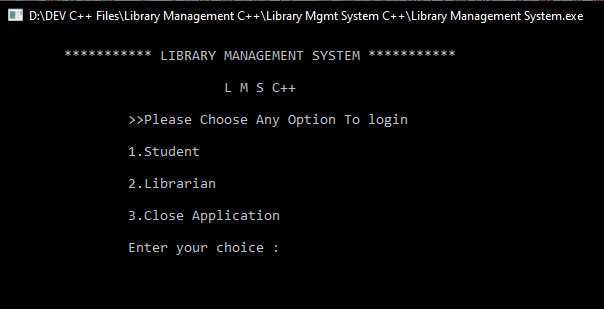 D:\DEV C++ Files\Library Management C++\Library Mgmt System C++\Library Management System.exe
*********** LIBRARY MANAGEMENT SYSTEM ***********
L M S C++
>>Please Choose Any Option To login
1.Student
2.Librarian
3.Close Application
Enter your choice :